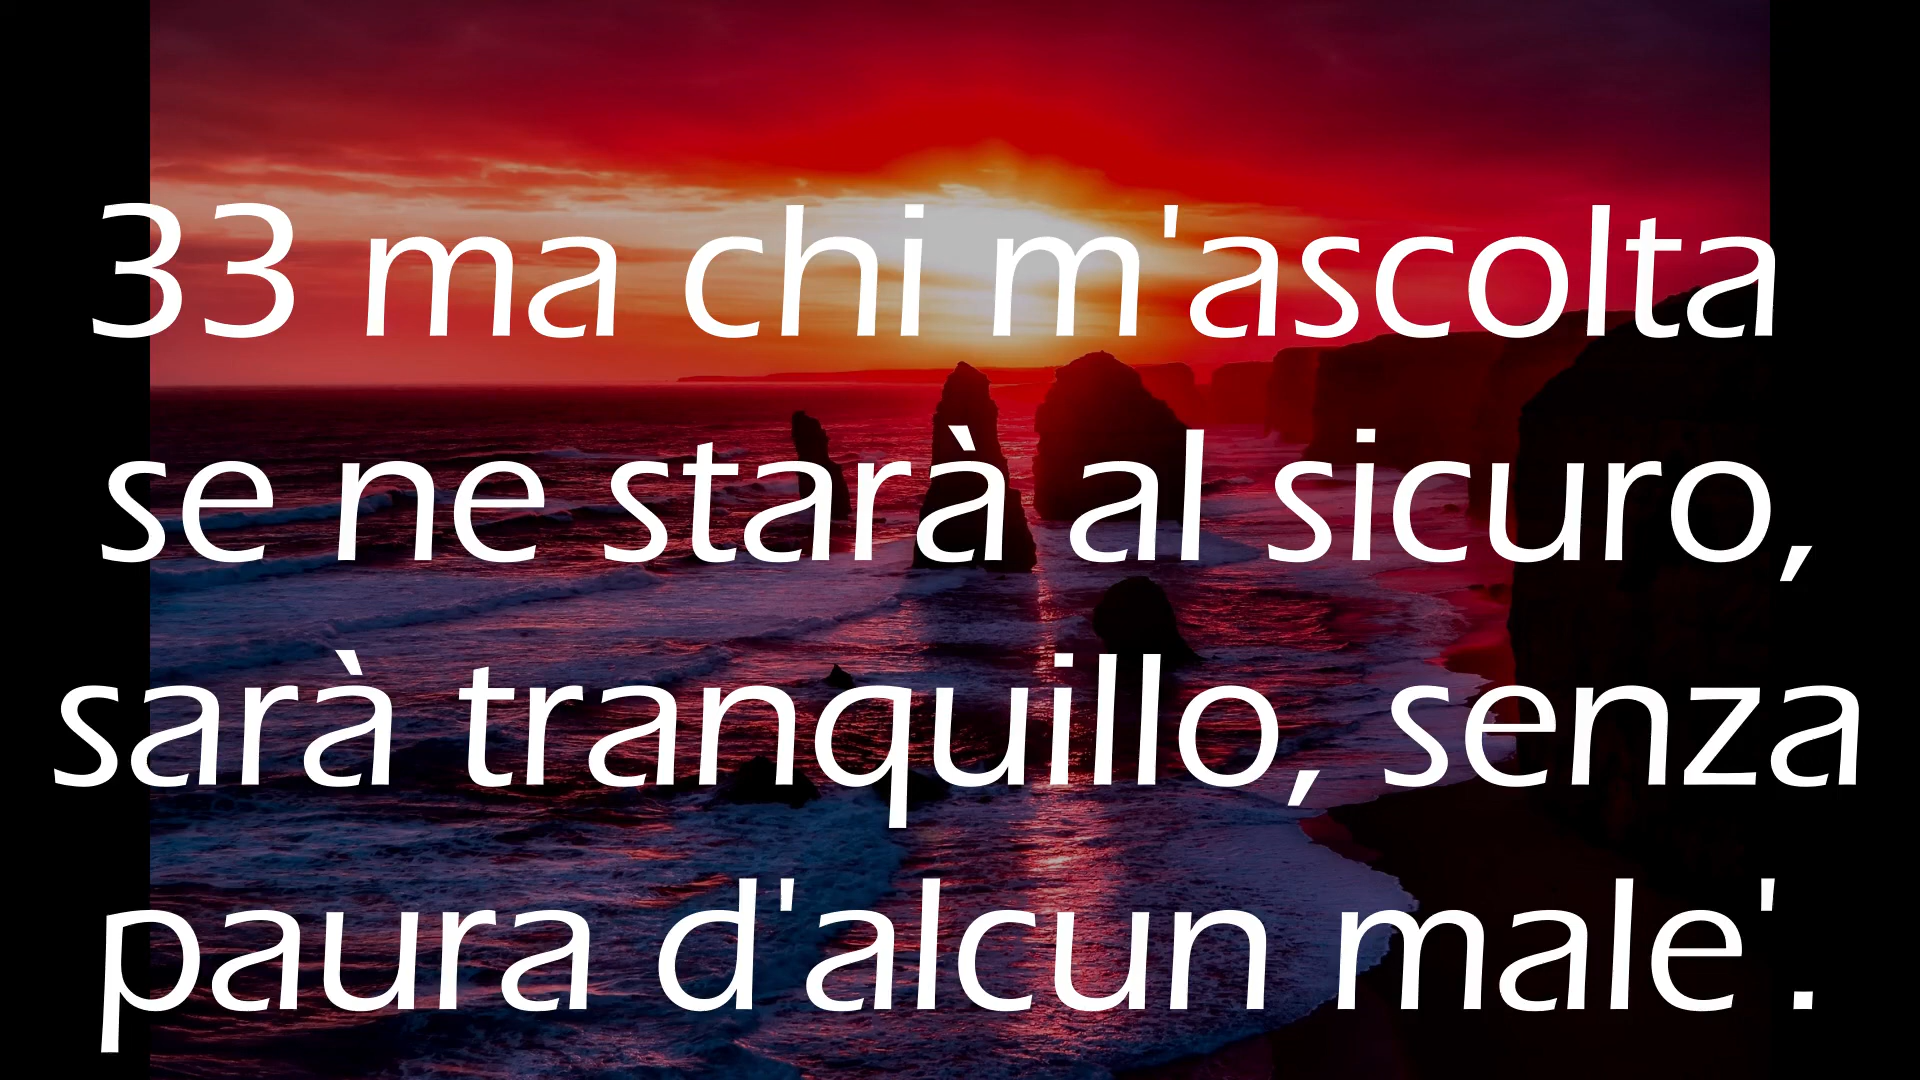 33 ma chi m'ascolta
se ne starà al sicuro,
sarà tranquillo, senza
paura d'alcun male'.